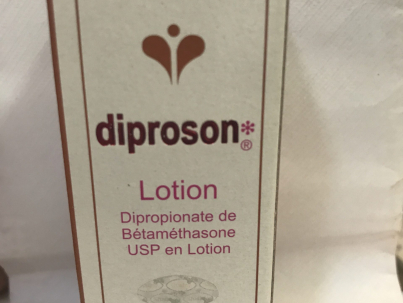 diproson*®
Lotion
Dipropionate de
Bétaméthasone
USP en Lotion